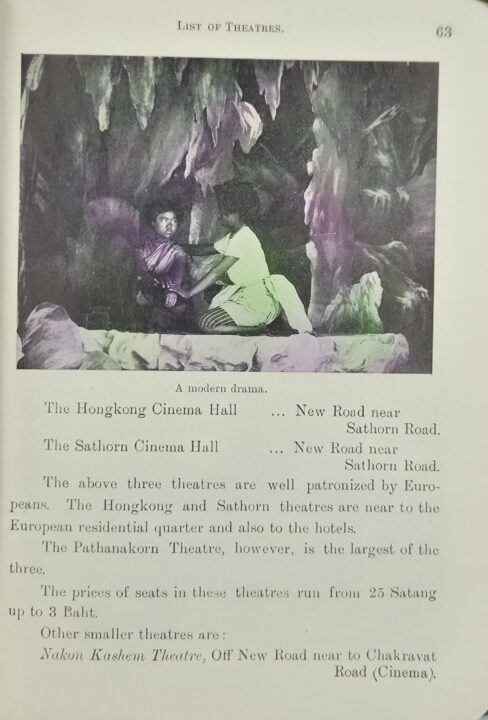 LIST OF THEATRES.
63
A modern drama.
The Hongkong Cinema Hall ... New Road near
Sathorn Road.
The Sathorn Cinema Hall ... New Road near
Sathorn Road.
The above three theatres are well patronized by Euro-
peans. The Hongkong and Sathorn theatres are near to the
European residential quarter and also to the hotels.
The Pathanakorn Theatre, however, is the largest of the
three.
The prices of seats in these theatres run from 25 Satang
up to 3 Baht.
Other smaller theatres are:
Nakon Kashem Theatre, Off New Road near to Chakravat
Road (Cinema).